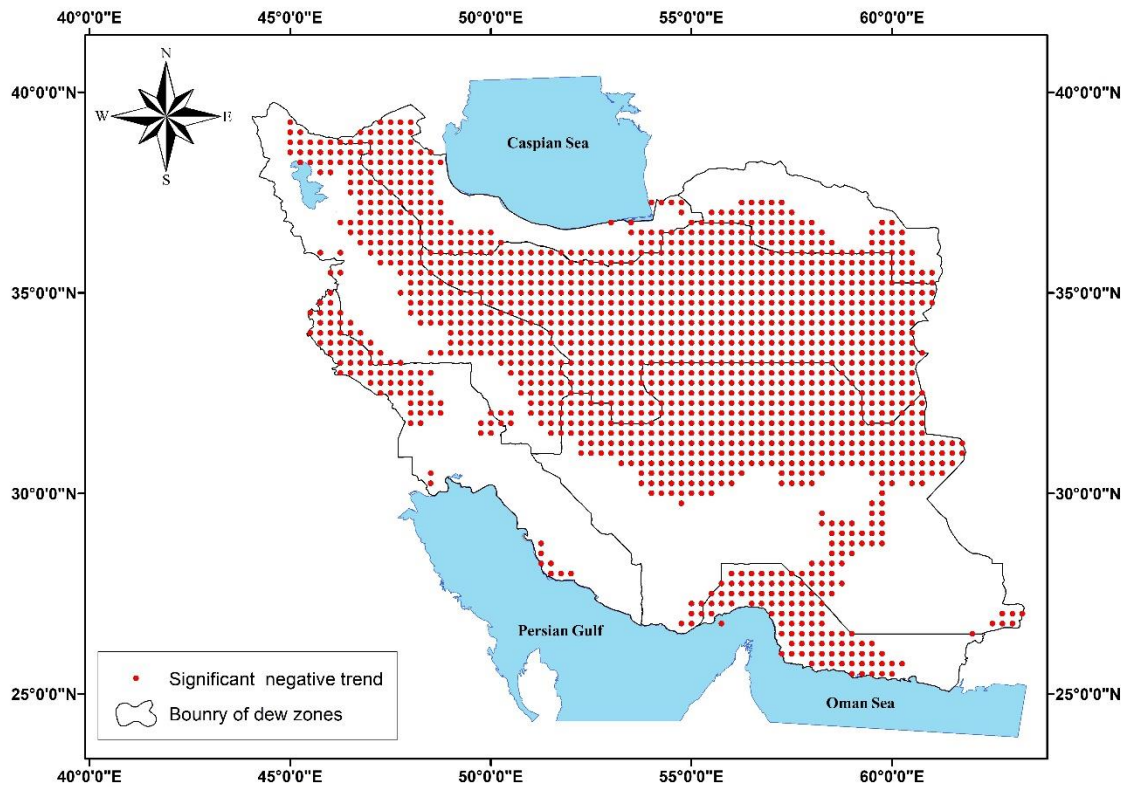 40°0'0"E 45°0'0"E 50°0'0"E 55°0'0"E 60°0'0"E
N
W E
S
40°0'0"N 40°0'0"N
Caspian Sea
35°0'0"N 35°0'0"N
30°0'0"N 30°0'0"N
Persian Gulf
Significant negative trend
25°0'0"N 25°0'0"N
Oman Sea
Bounry of dew zones
40°0'0"E 45°0'0"E 50°0'0"E 55°0'0"E 60°0'0"E